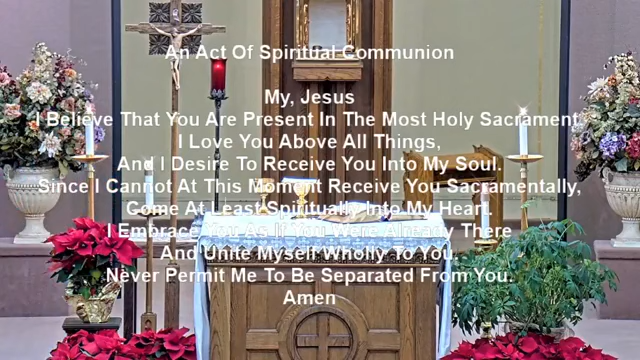 An Act Of Spiritual Communion
My, Jesus
I Believe That You Are Present In The Most Holy Sacrament.
I Love You Above All Things,
And I Desire To Receive You Into My Soul.
Since I Cannot At This Moment Receive You Sacramentally,
Come At Least Spiritually Into My Heart.
I Embrace You As If You Were Already There
And Unite Myself Wholly To You.
Never Permit Me To Be Separated From You.
Amen